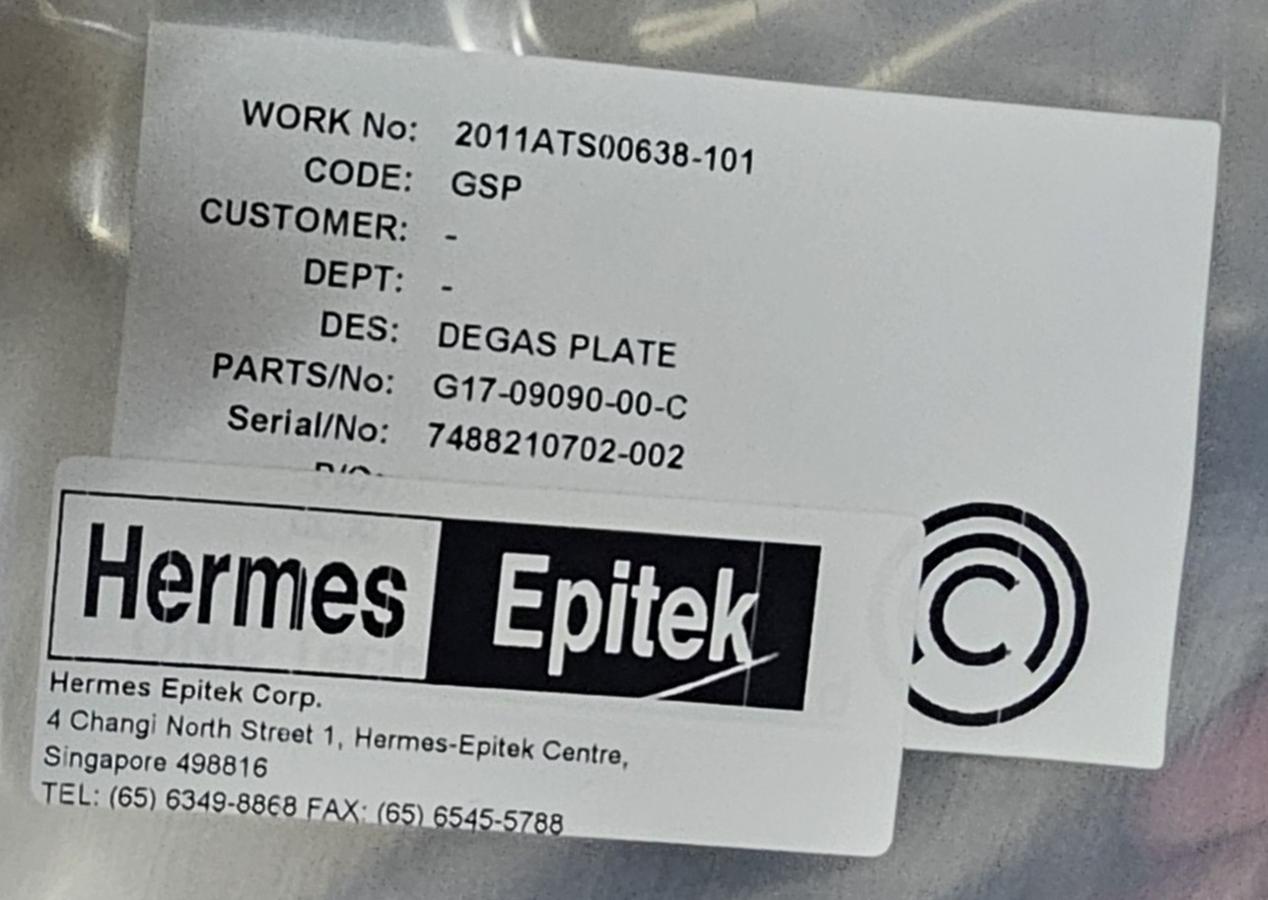 WORK No: 2011ATS00638-101
CODE: GSP
CUSTOMER: -
DEPT: -
DES: DEGAS PLATE
PARTS/No: G17-09090-00-C
Serial/No: 7488210702-002
Hermes Epitek
Hermes Epitek Corp.
4 Changi North Street 1, Hermes-Epitek Centre,
Singapore 498816
TEL: (65) 6349-8868 FAX: (65) 6545-5788